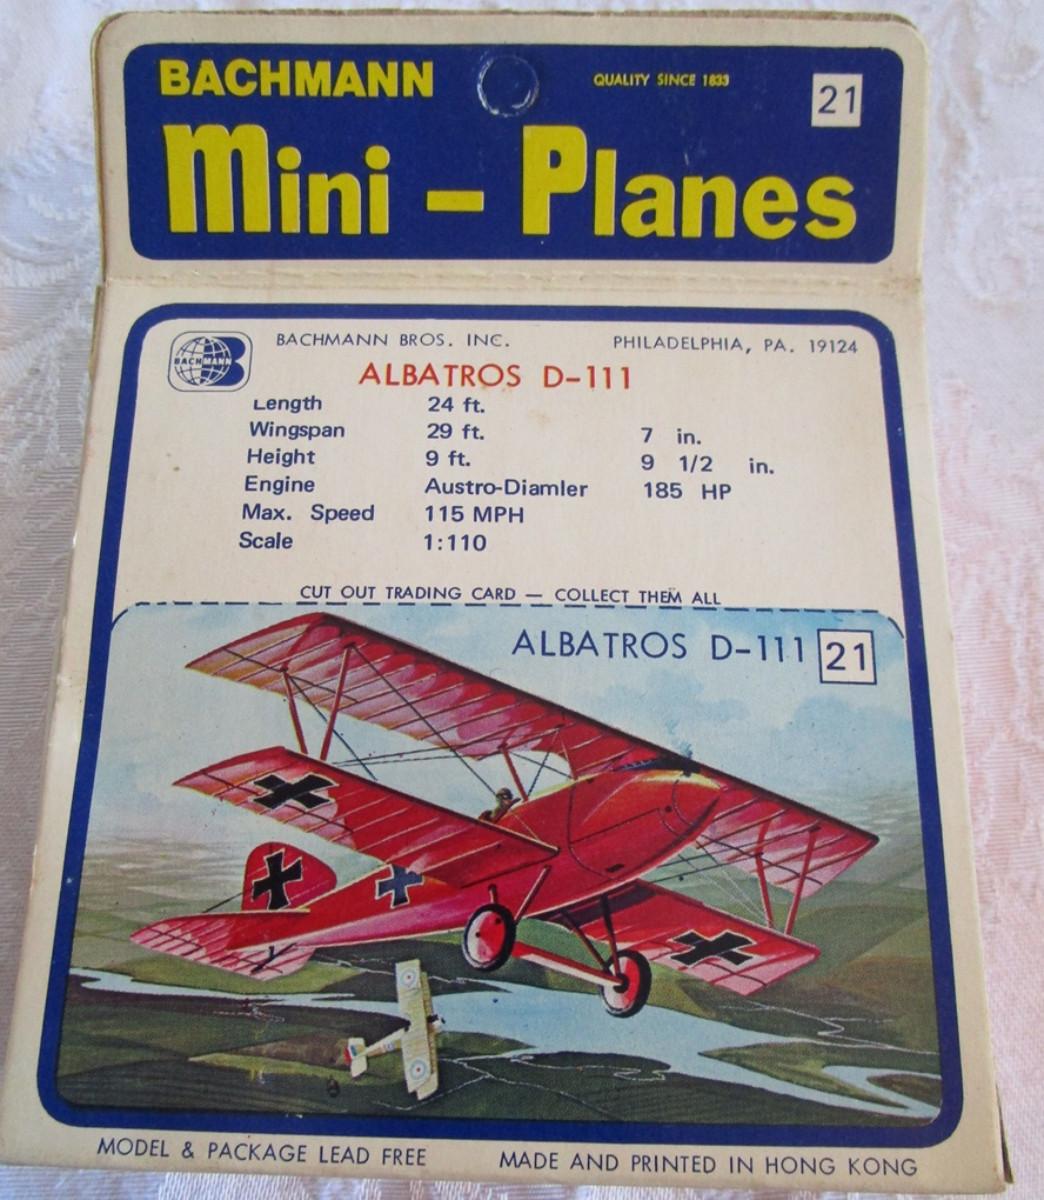 BACHMANN
QUALITY SINCE 1833
21
Mini - Planes
BACHMANN
BACHMANN BROS. INC.
PHILADELPHIA, PA. 19124
ALBATROS D-111
Length 24 ft.
Wingspan 29 ft. 7 in.
Height 9 ft. 9 1/2 in.
Engine Austro-Diamler 185 HP
Max. Speed 115 MPH
Scale 1:110
CUT OUT TRADING CARD — COLLECT THEM ALL
ALBATROS D-111 21
MODEL & PACKAGE LEAD FREE
MADE AND PRINTED IN HONG KONG